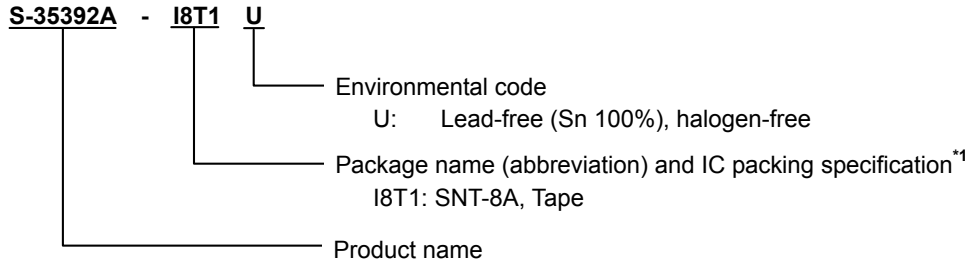 S-35392A - I8T1 U
Environmental code
U: Lead-free (Sn 100%), halogen-free
Package name (abbreviation) and IC packing specification*1
I8T1: SNT-8A, Tape
Product name